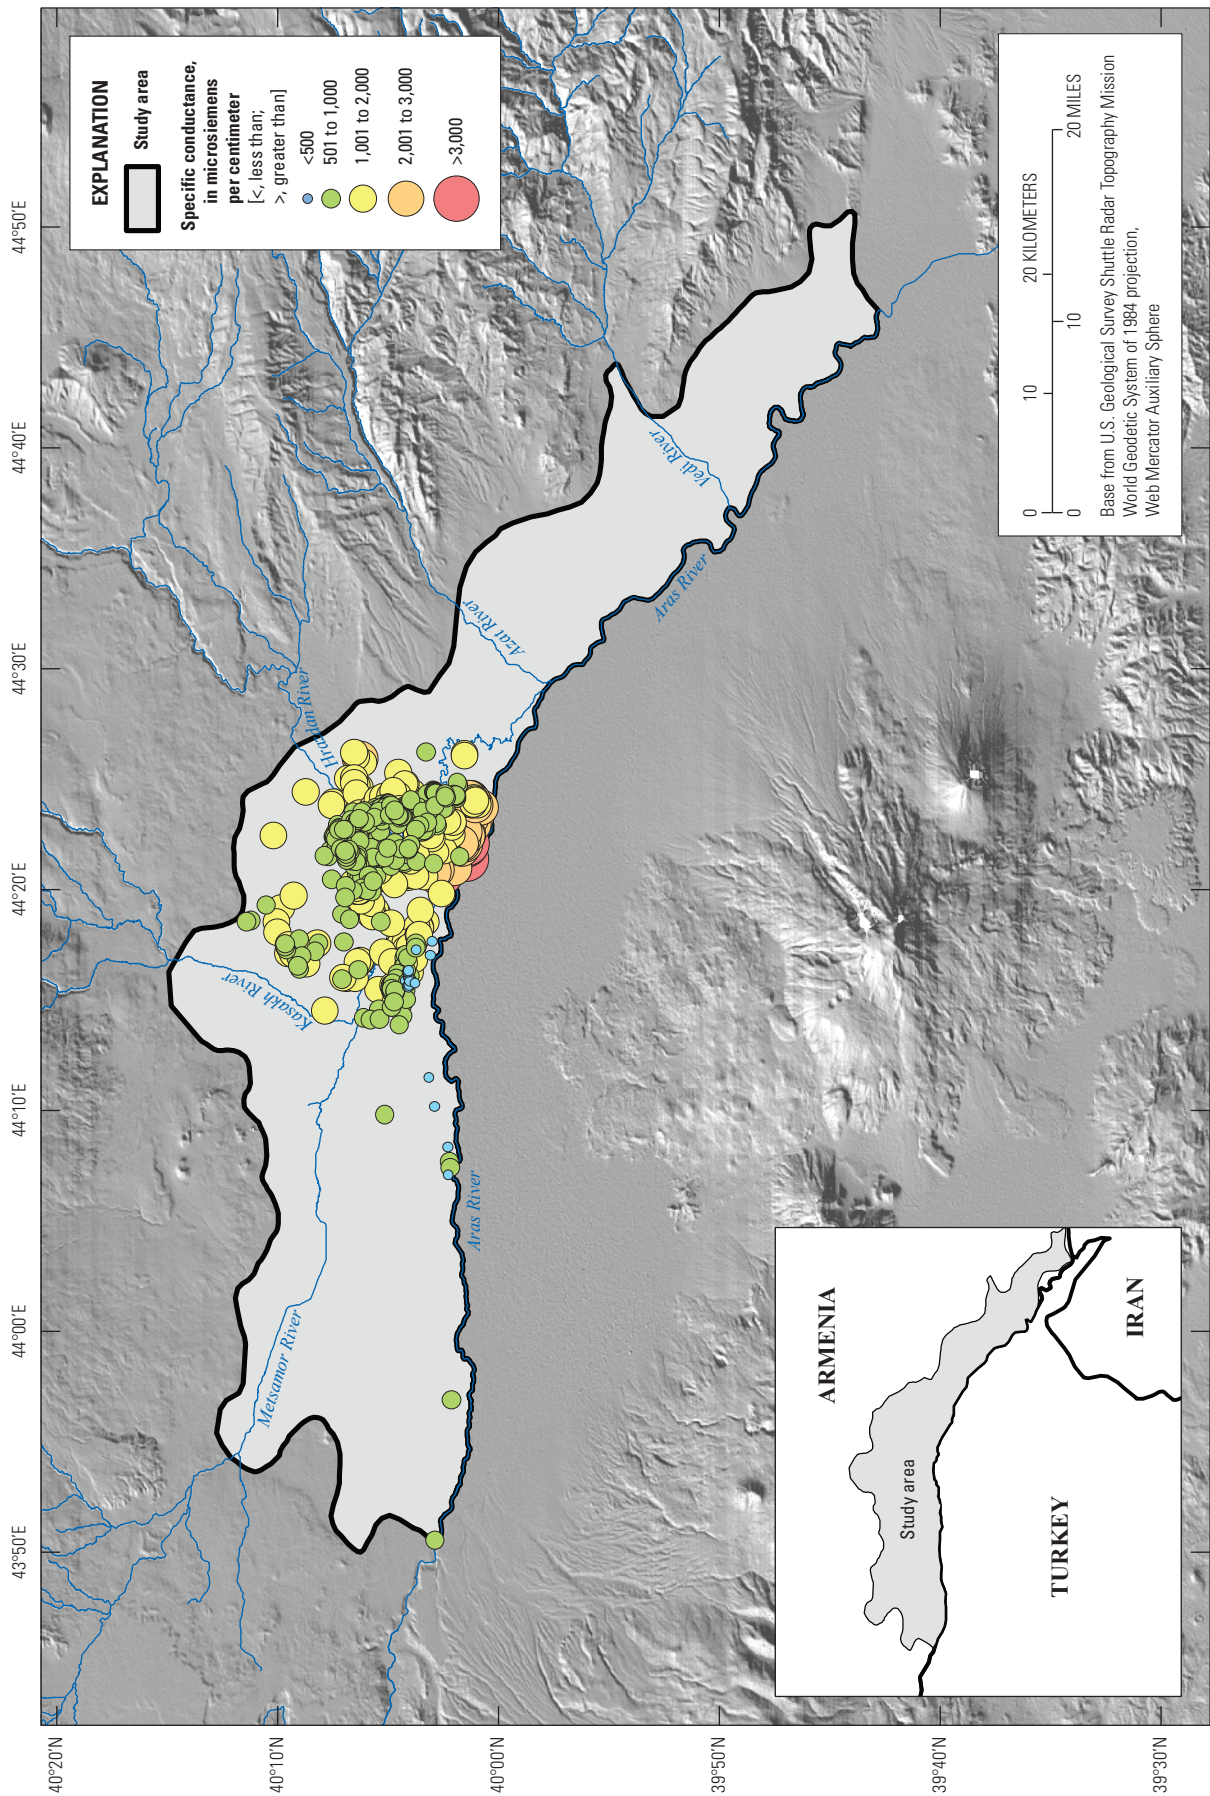 EXPLANATION
Study area
Specific conductance,
in microsiemens
per centimeter
[<, less than;
>, greater than]
<500
501 to 1,000
1,001 to 2,000
2,001 to 3,000
>3,000
43°50'E
44°00'E
44°10'E
44°20'E
44°30'E
44°40'E
44°50'E
40°20'N
40°10'N
40°00'N
39°50'N
39°40'N
39°30'N
Metsamor River
Kasakh River
Hrazdan River
Azat River
Vedi River
Aras River
Aras River
ARMENIA
Study area
TURKEY
IRAN
0 10 20 KILOMETERS
0 10 20 MILES
Base from U.S. Geological Survey Shuttle Radar Topography Mission
World Geodetic System of 1984 projection,
Web Mercator Auxiliary Sphere